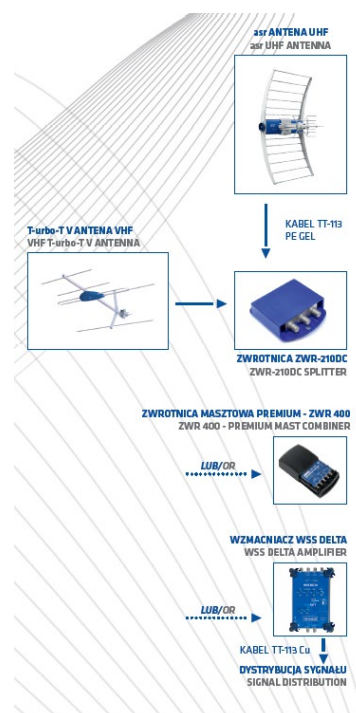 asr ANTENA UHF
asr UHF ANTENNA
KABEL TT-113
PE GEL
T-urbo-T V ANTENA VHF
VHF T-urbo-T V ANTENNA
ZWROTNICA ZWR-210DC
ZWR-210DC SPLITTER
ZWROTNICA MASZTOWA PREMIUM - ZWR 400
ZWR 400 - PREMIUM MAST COMBINER
LUB/OR
WZMACNIACZ WSS DELTA
WSS DELTA AMPLIFIER
LUB/OR
KABEL TT-113 Cu
DYSTRYBUCJA SYGNAŁU
SIGNAL DISTRIBUTION